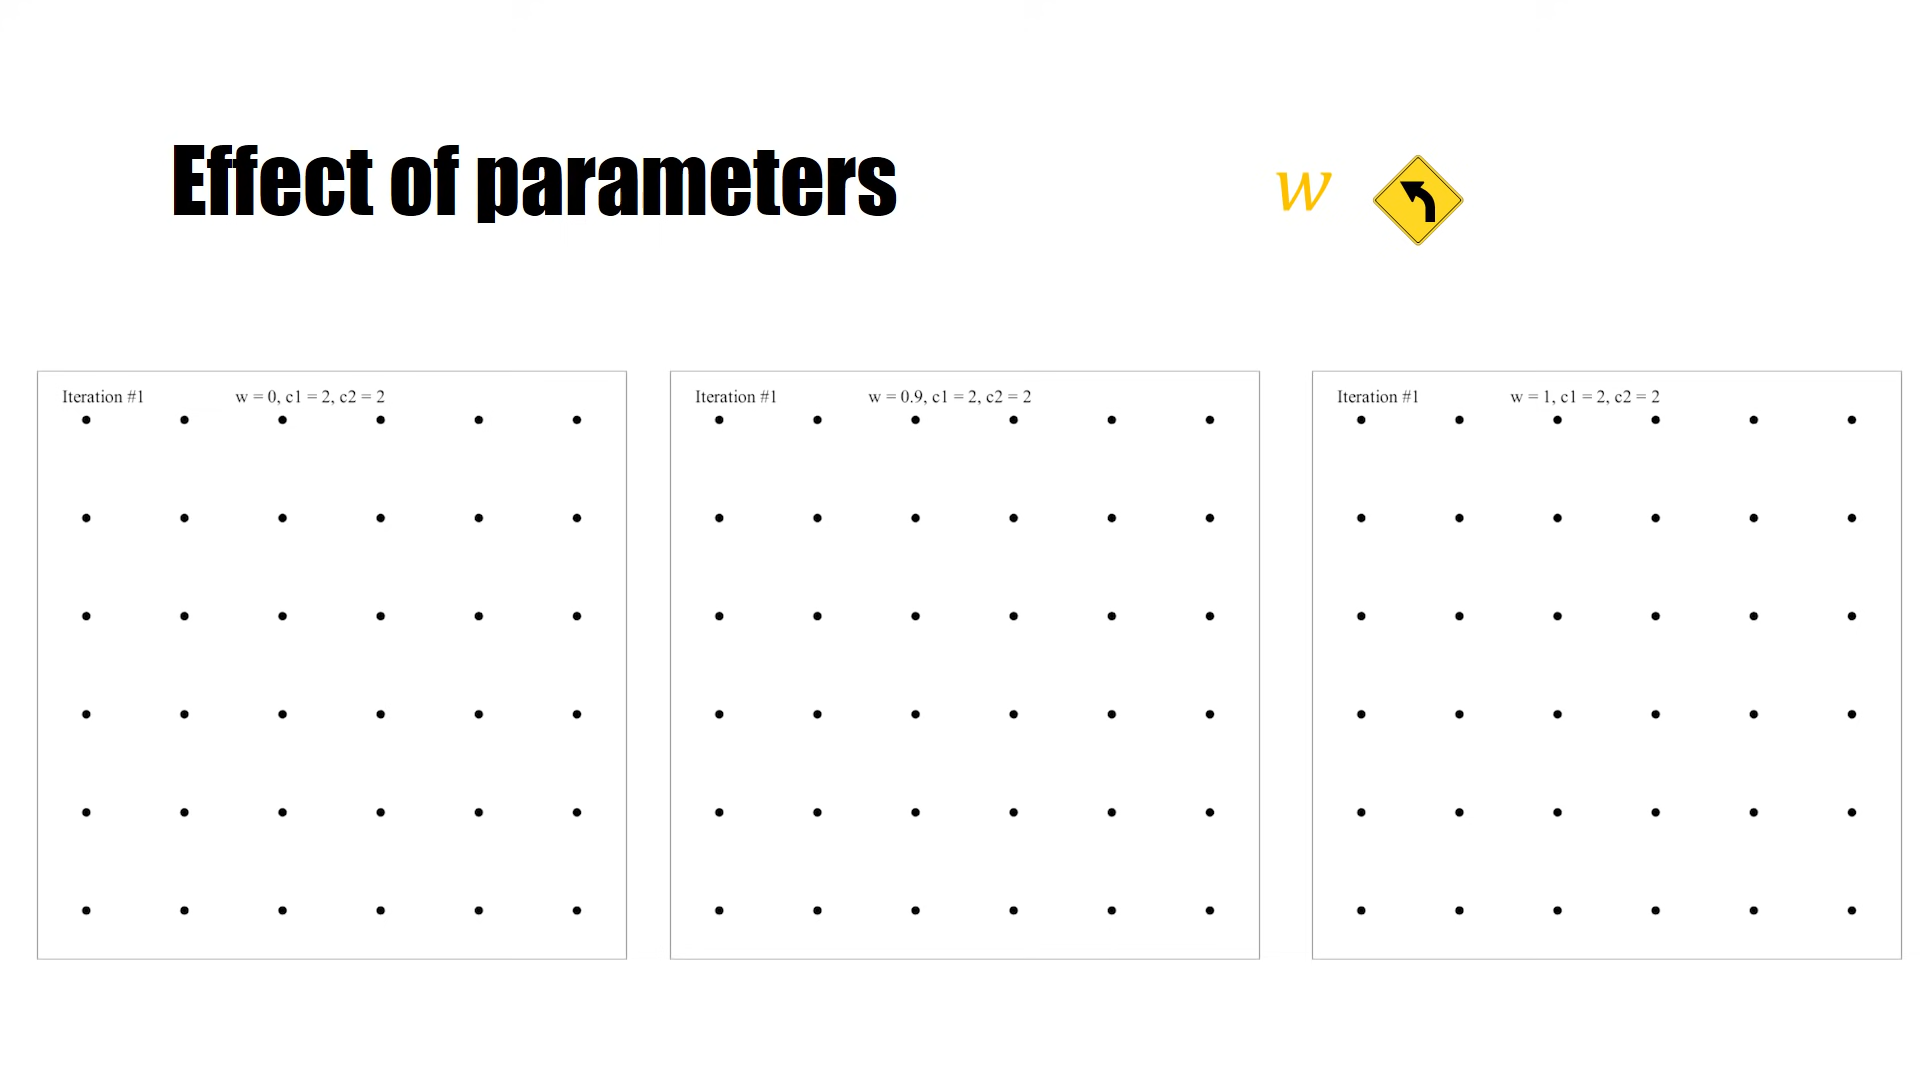 Effect of parameters
w
Iteration #1 w = 0, c1 = 2, c2 = 2
Iteration #1 w = 0.9, c1 = 2, c2 = 2
Iteration #1 w = 1, c1 = 2, c2 = 2